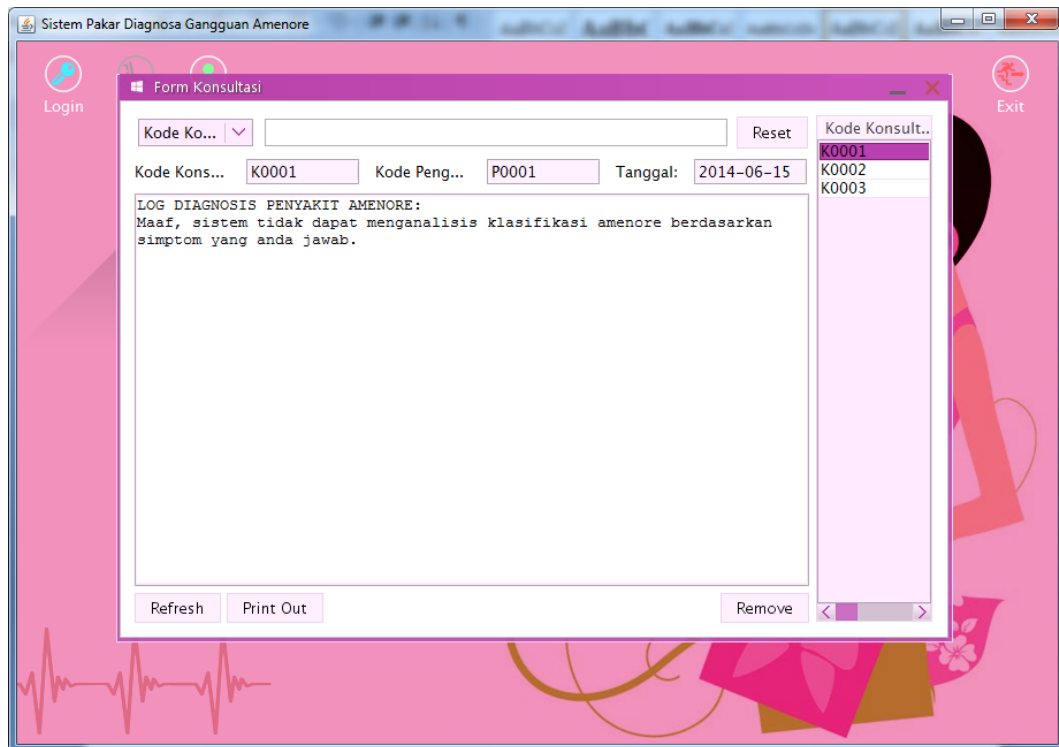 Sistem Pakar Diagnosa Gangguan Amenore
Login
Exit
Form Konsultasi
Kode Ko...
Reset
Kode Kons...
K0001
Kode Peng...
P0001
Tanggal:
2014-06-15
LOG DIAGNOSIS PENYAKIT AMENORE:
Maaf, sistem tidak dapat menganalisis klasifikasi amenore berdasarkan
simptom yang anda jawab.
Kode Konsult..
K0001
K0002
K0003
Refresh
Print Out
Remove